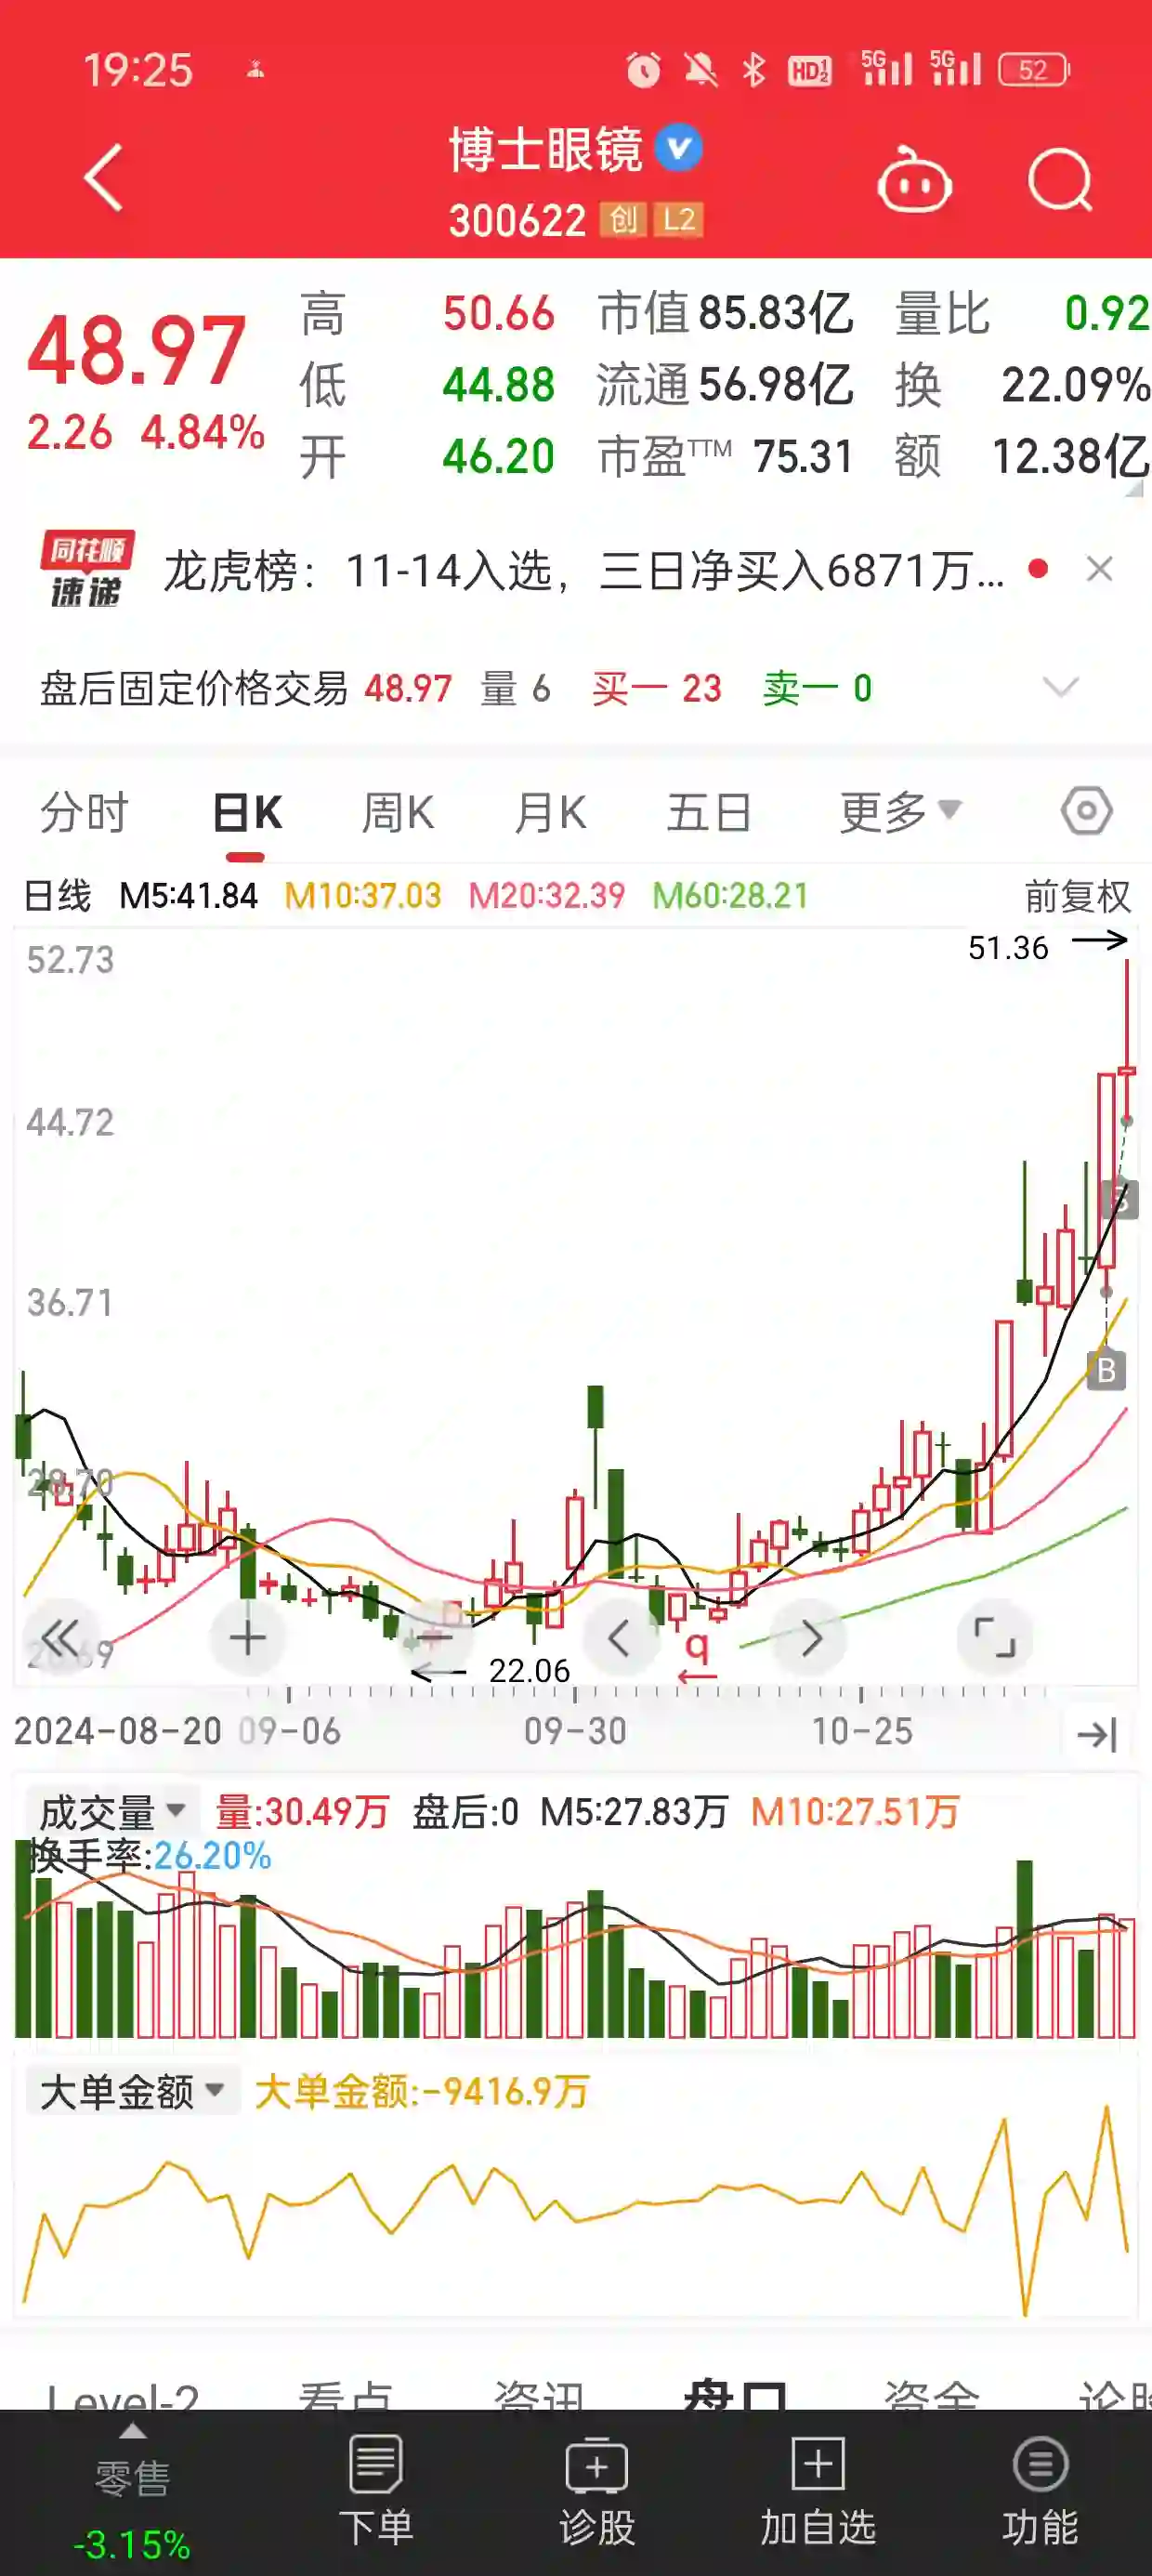 19:25 HD 1 2 5G 5G 52
博士眼镜
300622 创 L2
48.97 高 50.66 市值 85.83亿 量比 0.92
2.26 4.84% 低 44.88 流通 56.98亿 换 22.09%
开 46.20 市盈TTM 75.31 额 12.38亿
同花顺 速递 龙虎榜：11-14入选，三日净买入6871万...
盘后固定价格交易 48.97 量 6 买一 23 卖一 0
分时 日K 周K 月K 五日 更多
日线 M5:41.84 M10:37.03 M20:32.39 M60:28.21 前复权
51.36
52.73
44.72
36.71
B
28.70
q
22.06
2024-08-20 09-06 09-30 10-25
成交量 量:30.49万 盘后:0 M5:27.83万 M10:27.51万
换手率:26.20%
大单金额 大单金额:-9416.9万
Level-2 看点 资讯 盘口 资金
零售 下单 诊股 加自选 功能
-3.15%